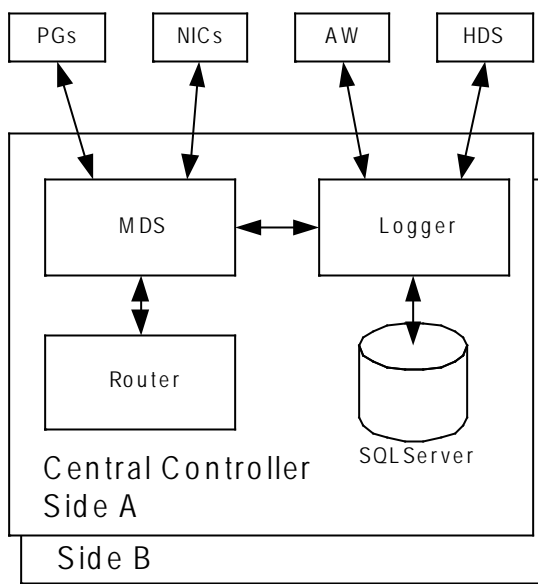 PGs
NICs
AW
HDS
MDS
Logger
Router
SQLServer
Central Controller
Side A
Side B